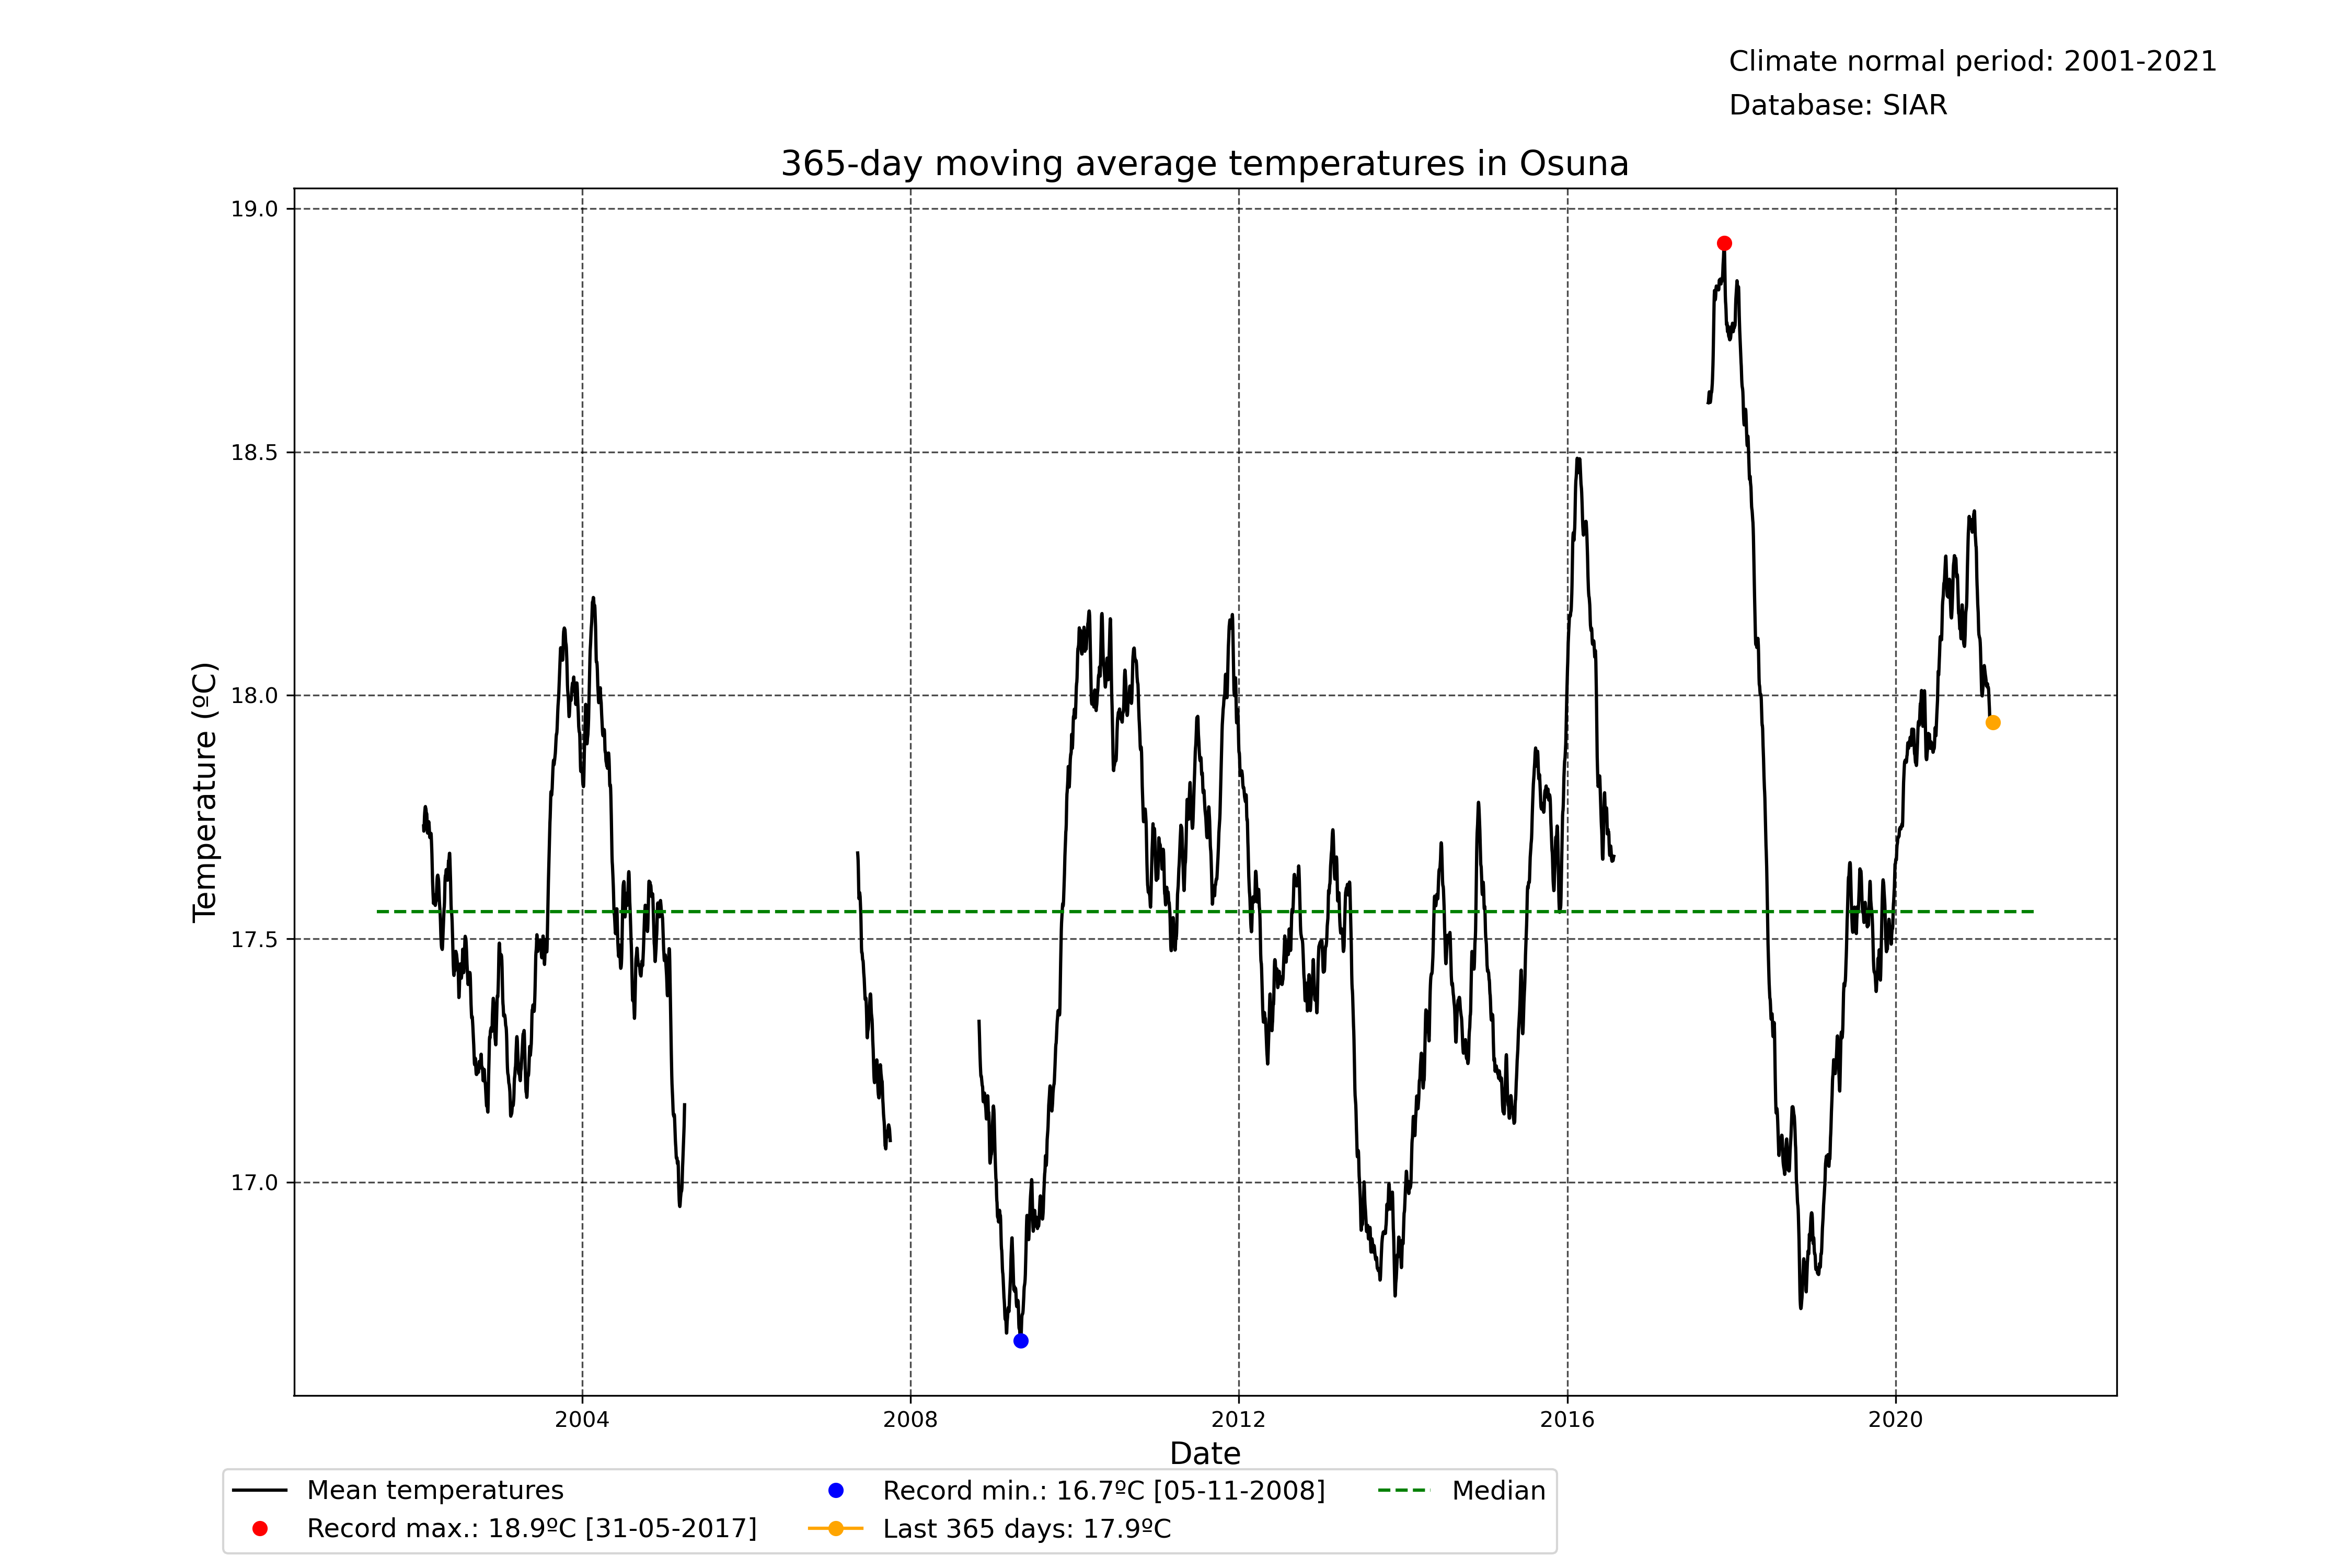 Climate normal period: 2001-2021
Database: SIAR
365-day moving average temperatures in Osuna
19.0
18.5
18.0
17.5
17.0
Temperature (ºC)
2004
2008
2012
2016
2020
Date
Mean temperatures
Record max.: 18.9ºC [31-05-2017]
Record min.: 16.7ºC [05-11-2008]
Last 365 days: 17.9ºC
Median